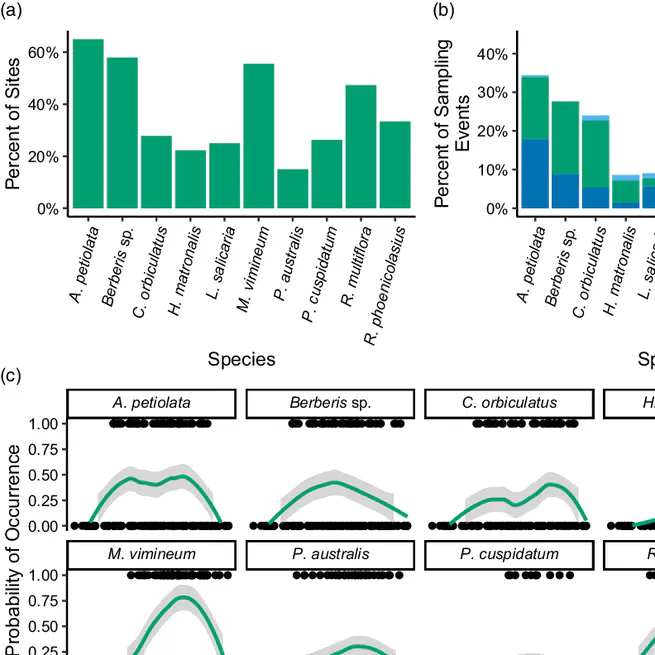 (a)
Percent of Sites
60%
40%
20%
0%
A. petiolata
Berberis sp.
C. orbiculatus
H. matronalis
L. salicaria
M. vimineum
P. australis
P. cuspidatum
R. multiflora
R. phoenicolasius
Species
(b)
Percent of Sampling
Events
40%
30%
20%
10%
0%
A. petiolata
Berberis sp.
C. orbiculatus
H. matronalis
L. salic
Sp
(c)
Probability of Occurrence
A. petiolata
Berberis sp.
C. orbiculatus
H.
1.00
0.75
0.50
0.25
0.00
M. vimineum
P. australis
P. cuspidatum
R
1.00
0.75
0.50
0.25